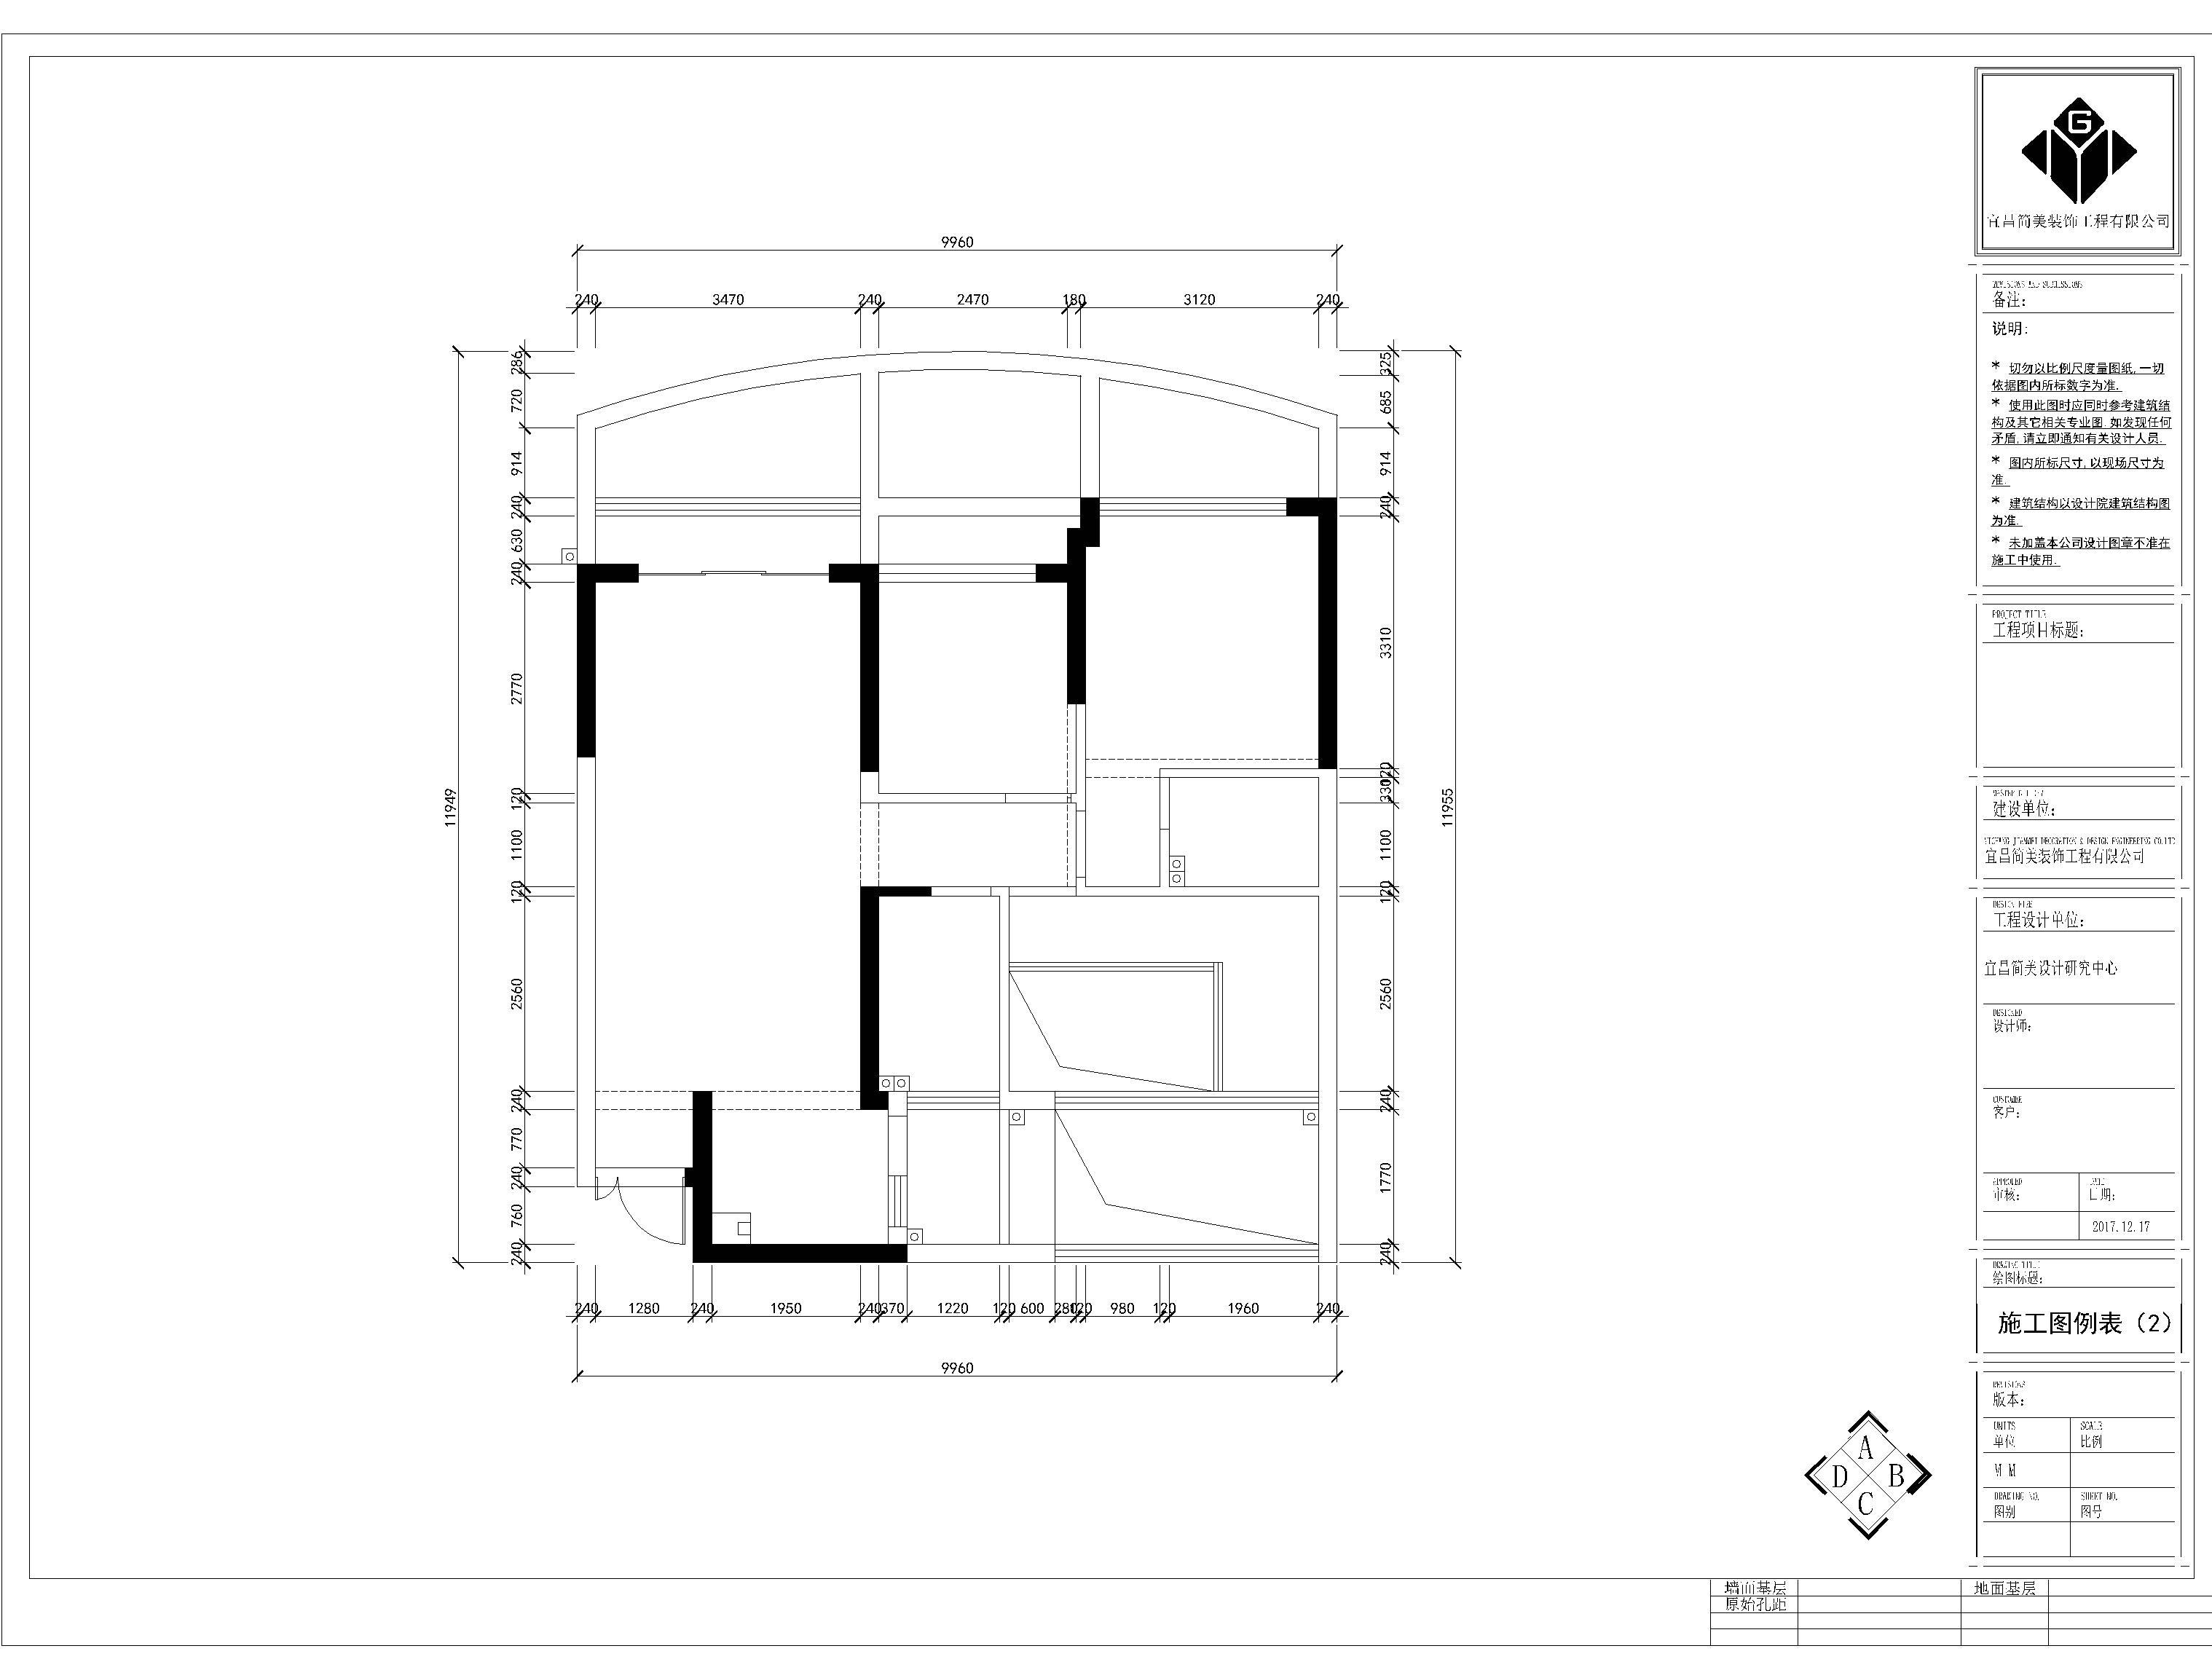 9960
240 3470 240 2470 180 3120 240
286
720
914
240
630
240
2770
120
1100
120
2560
240
770
240
760
240
11949
325
685
914
240
3310
120
330
1100
120
2560
240
1770
240
11955
240 1280 240 1950 240 370 1220 120 600 280 120 980 120 1960 240
9960
A
D B
C
G
宜昌简美装饰工程有限公司
备注:
说明:
* 切勿以比例尺度量图纸,一切
依据图内所标数字为准.
* 使用此图时应同时参考建筑结
构及其它相关专业图.如发现任何
矛盾,请立即通知有关设计人员.
* 图内所标尺寸,以现场尺寸为
准.
* 建筑结构以设计院建筑结构图
为准.
* 未加盖本公司设计图章不准在
施工中使用.
PROJECT TITLE
工程项目标题:
建设单位:
宜昌简美装饰工程有限公司
工程设计单位:
宜昌简美设计研究中心
DESIGNED
设计师:
客户:
APPROVED
审核:
DATE
日期:
2017.12.17
DRAWING TITLE
绘图标题:
施工图例表（2）
REVISIONS
版本:
UNITS SCALE
单位 比例
M M
DRAWING NO. SHEET NO.
图别 图号
墙面基层 地面基层
原始孔距